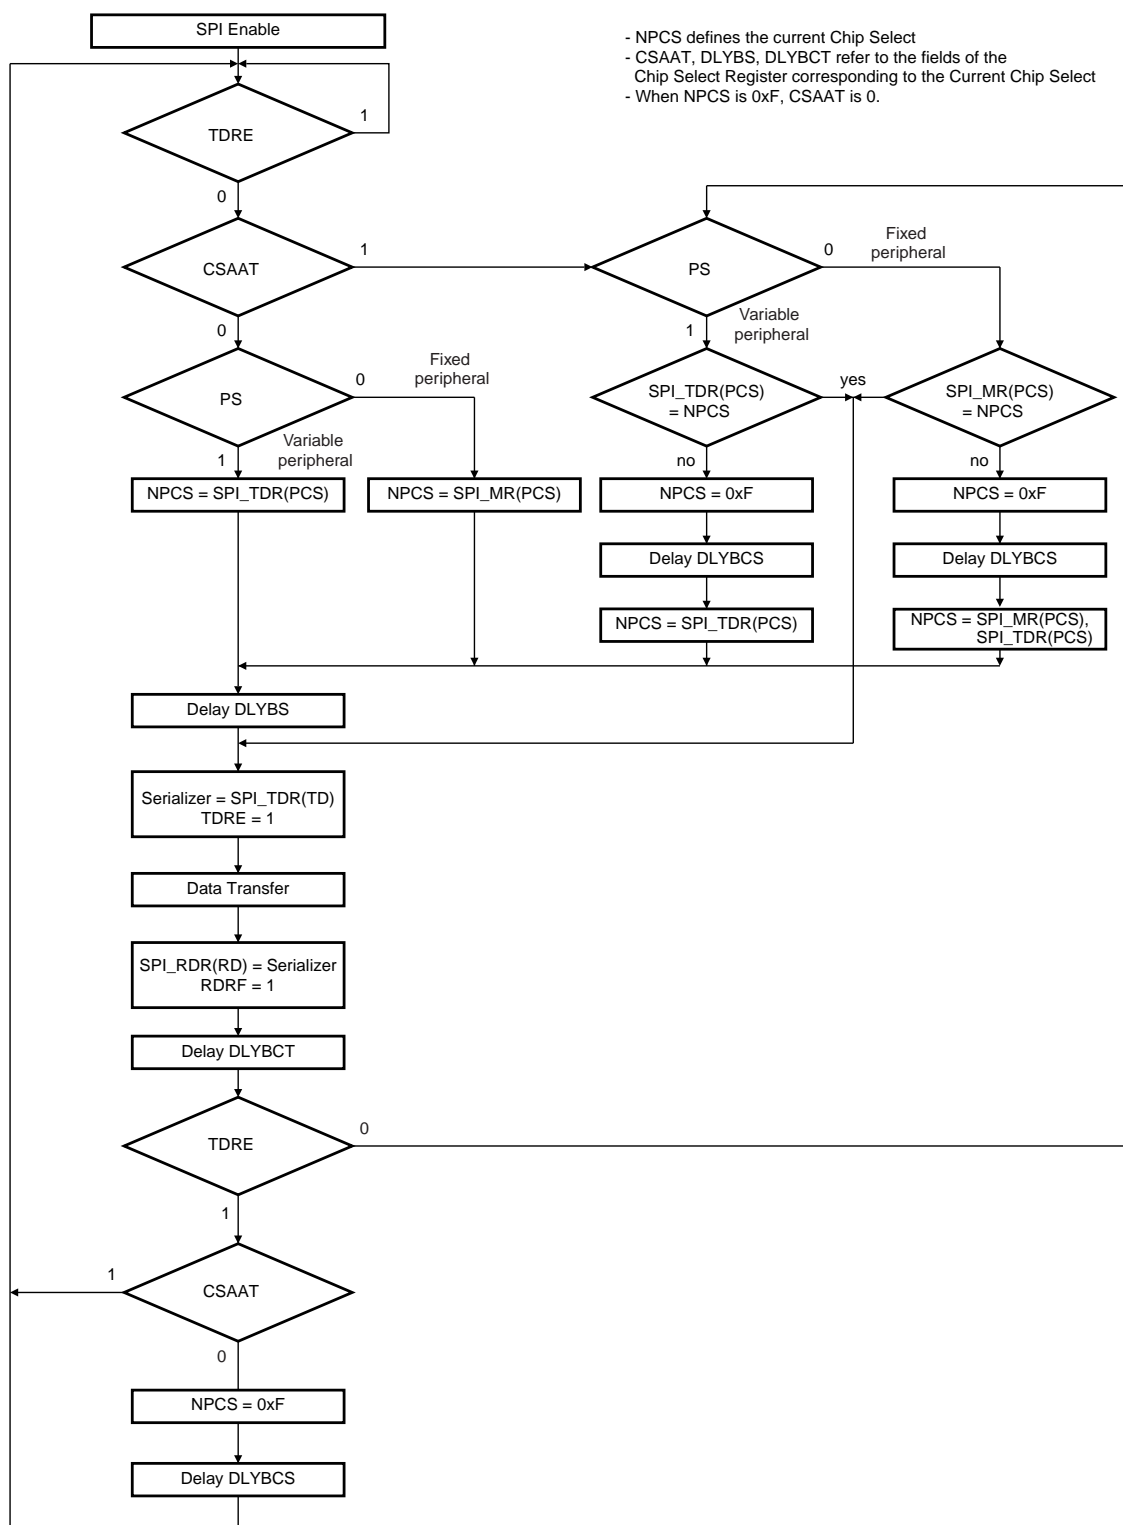 SPI Enable
- NPCS defines the current Chip Select
- CSAAT, DLYBS, DLYBCT refer to the fields of the
Chip Select Register corresponding to the Current Chip Select
- When NPCS is 0xF, CSAAT is 0.
TDRE
1
0
CSAAT
1
PS
0
Fixed
peripheral
0
1
Variable
peripheral
PS
0
Fixed
peripheral
SPI_TDR(PCS)
= NPCS
yes
SPI_MR(PCS)
= NPCS
1
Variable
peripheral
no
no
NPCS = SPI_TDR(PCS)
NPCS = SPI_MR(PCS)
NPCS = 0xF
NPCS = 0xF
Delay DLYBCS
Delay DLYBCS
NPCS = SPI_TDR(PCS)
NPCS = SPI_MR(PCS),
SPI_TDR(PCS)
Delay DLYBS
Serializer = SPI_TDR(TD)
TDRE = 1
Data Transfer
SPI_RDR(RD) = Serializer
RDRF = 1
Delay DLYBCT
TDRE
0
1
CSAAT
1
0
NPCS = 0xF
Delay DLYBCS